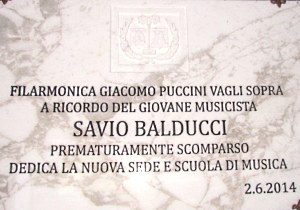 FILARMONICA GIACOMO PUCCINI VAGLI SOPRA
A RICORDO DEL GIOVANE MUSICISTA
SAVIO BALDUCCI
PREMATURAMENTE SCOMPARSO
DEDICA LA NUOVA SEDE E SCUOLA DI MUSICA
2.6.2014